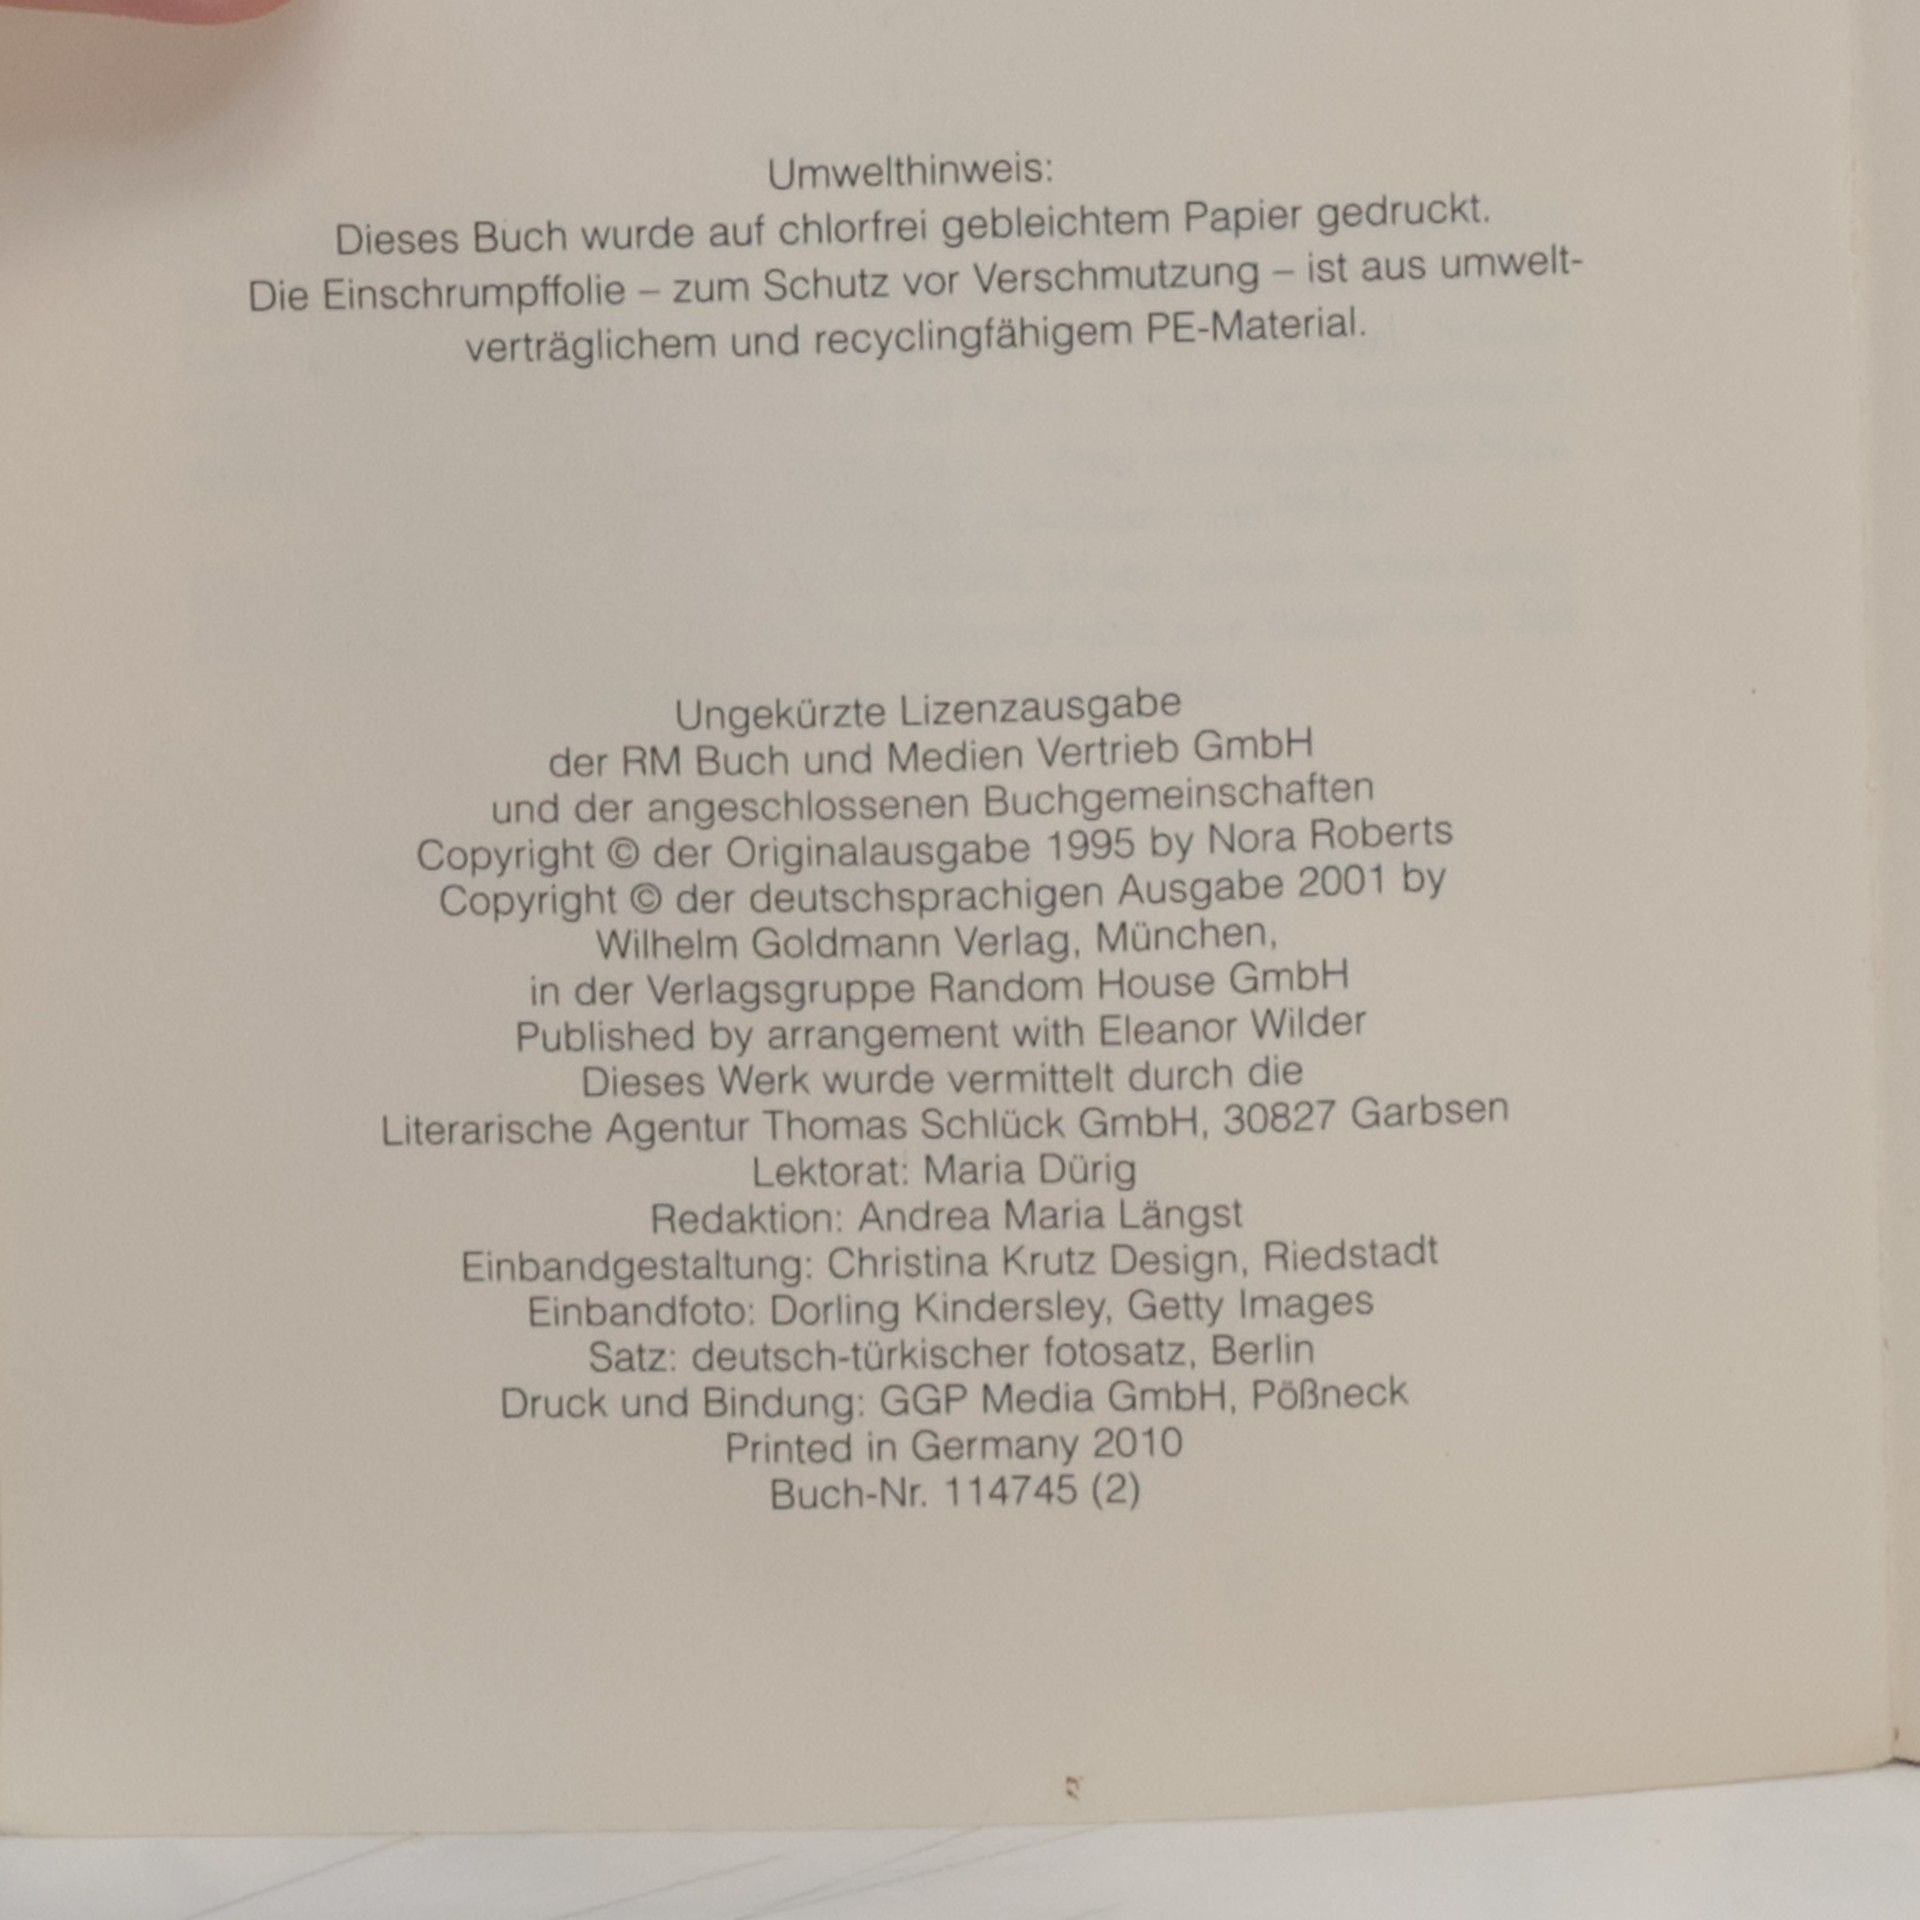 Umwelthinweis:
Dieses Buch wurde auf chlorfrei gebleichtem Papier gedruckt.
Die Einschrumpffolie – zum Schutz vor Verschmutzung – ist aus umwelt-
verträglichem und recyclingfähigem PE-Material.
Ungekürzte Lizenzausgabe
der RM Buch und Medien Vertrieb GmbH
und der angeschlossenen Buchgemeinschaften
Copyright © der Originalausgabe 1995 by Nora Roberts
Copyright © der deutschsprachigen Ausgabe 2001 by
Wilhelm Goldmann Verlag, München,
in der Verlagsgruppe Random House GmbH
Published by arrangement with Eleanor Wilder
Dieses Werk wurde vermittelt durch die
Literarische Agentur Thomas Schlück GmbH, 30827 Garbsen
Lektorat: Maria Dürig
Redaktion: Andrea Maria Längst
Einbandgestaltung: Christina Krutz Design, Riedstadt
Einbandfoto: Dorling Kindersley, Getty Images
Satz: deutsch-türkischer fotosatz, Berlin
Druck und Bindung: GGP Media GmbH, Pößneck
Printed in Germany 2010
Buch-Nr. 114745 (2)